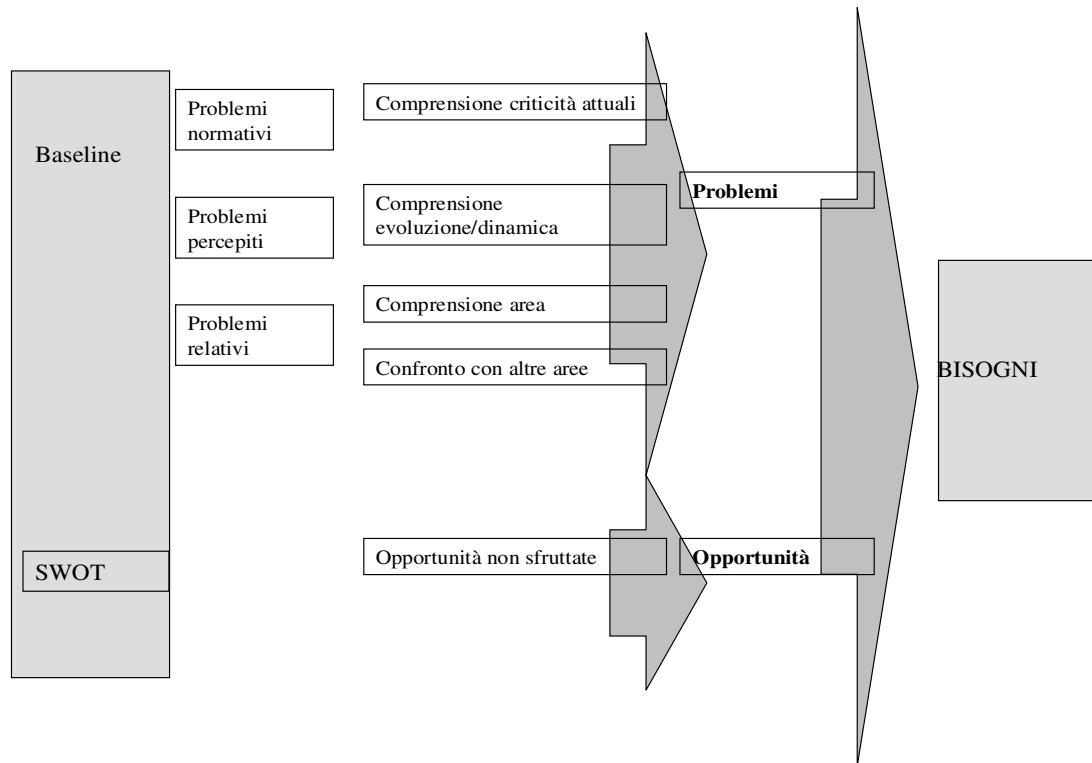 Baseline
Problemi
normativi
Problemi
percepiti
Problemi
relativi
SWOT
Comprensione criticità attuali
Comprensione
evoluzione/dinamica
Comprensione area
Confronto con altre aree
Opportunità non sfruttate
Problemi
Opportunità
BISOGNI